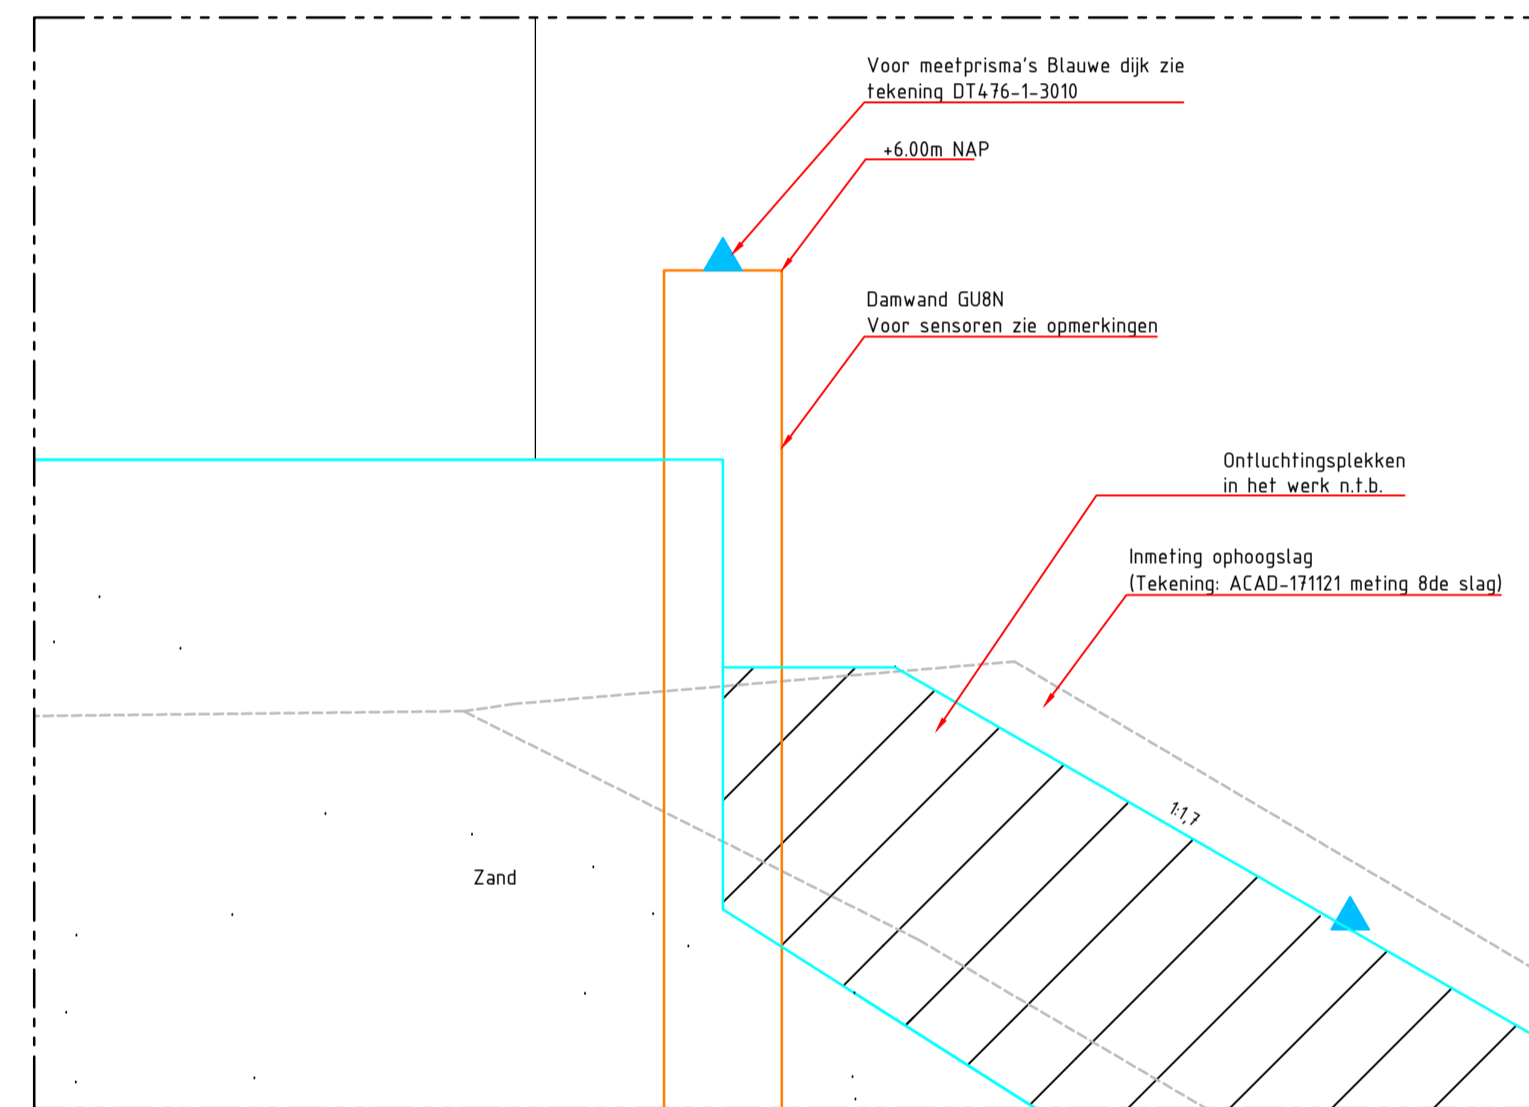 Voor meetprisma's Blauwe dijk zie
tekening DT476-1-3010
+6.00m NAP
Damwand GU8N
Voor sensoren zie opmerkingen
Ontluchtingsplekken
in het werk n.t.b.
Inmeting ophoogslag
(Tekening: ACAD-171121 meting 8de slag)
1:1,7
Zand